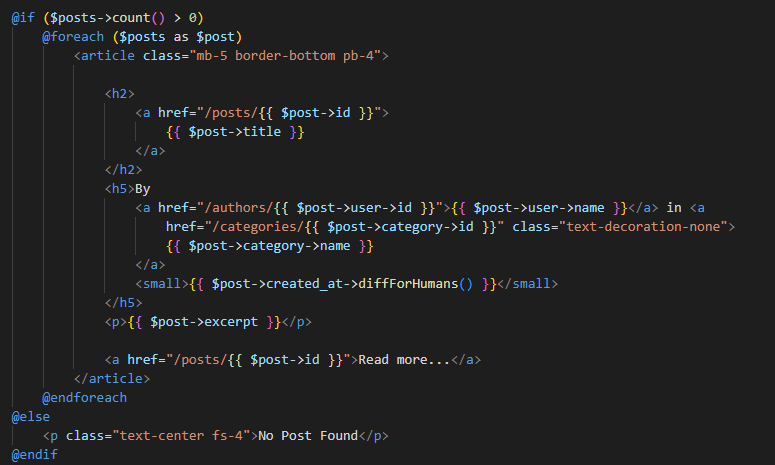 @if ($posts->count() > 0)
    @foreach ($posts as $post)
        <article class="mb-5 border-bottom pb-4">

            <h2>
                <a href="/posts/{{ $post->id }}">
                    {{ $post->title }}
                </a>
            </h2>
            <h5>By
                <a href="/authors/{{ $post->user->id }}">{{ $post->user->name }}</a> in <a
                    href="/categories/{{ $post->category->id }}" class="text-decoration-none">
                    {{ $post->category->name }}
                </a>
                <small>{{ $post->created_at->diffForHumans() }}</small>
            </h5>
            <p>{{ $post->excerpt }}</p>

            <a href="/posts/{{ $post->id }}">Read more...</a>
        </article>
    @endforeach
@else
    <p class="text-center fs-4">No Post Found</p>
@endif